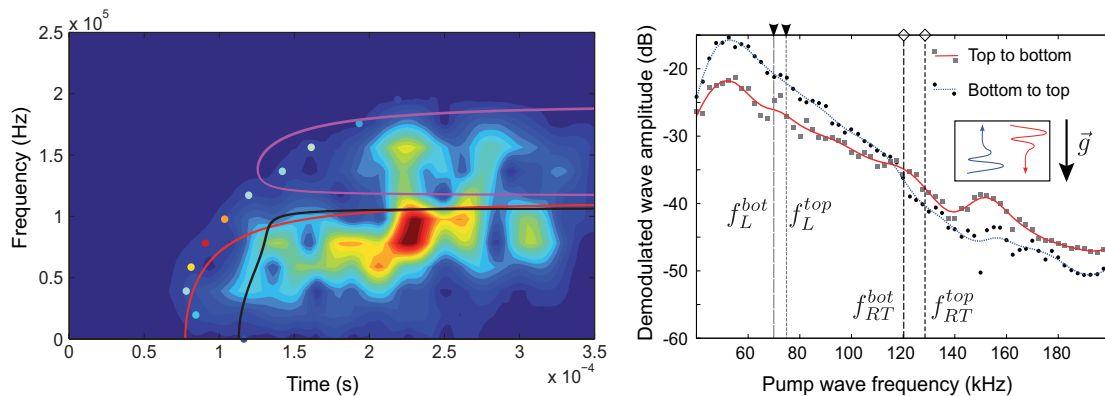 x 10^5
2
1.5
1
0.5
0
Frequency (Hz)
0 0.5 1 1.5 2 2.5 3 3.5
x 10^-4
Time (s)
Demodulated wave amplitude (dB)
-20
-30
-40
-50
-60
Top to bottom
Bottom to top
g⃗
f_L^bot f_L^top
f_RT^bot f_RT^top
60 80 100 120 140 160 180
Pump wave frequency (kHz)